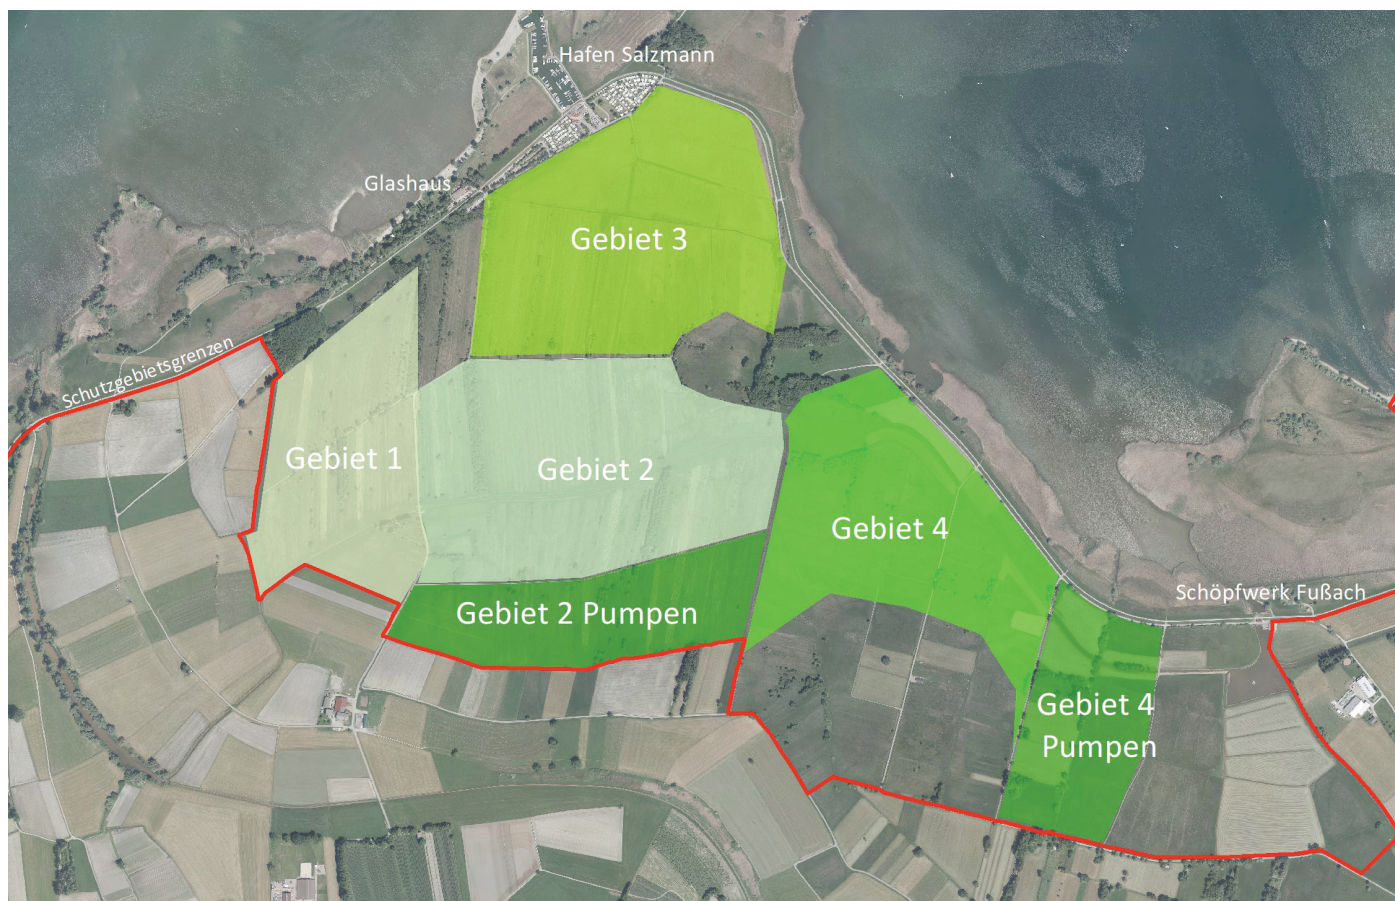 Hafen Salzmann
Glashaus
Gebiet 3
Schutzgebietsgrenzen
Gebiet 1
Gebiet 2
Gebiet 4
Schöpfwerk Fußach
Gebiet 2 Pumpen
Gebiet 4
Pumpen